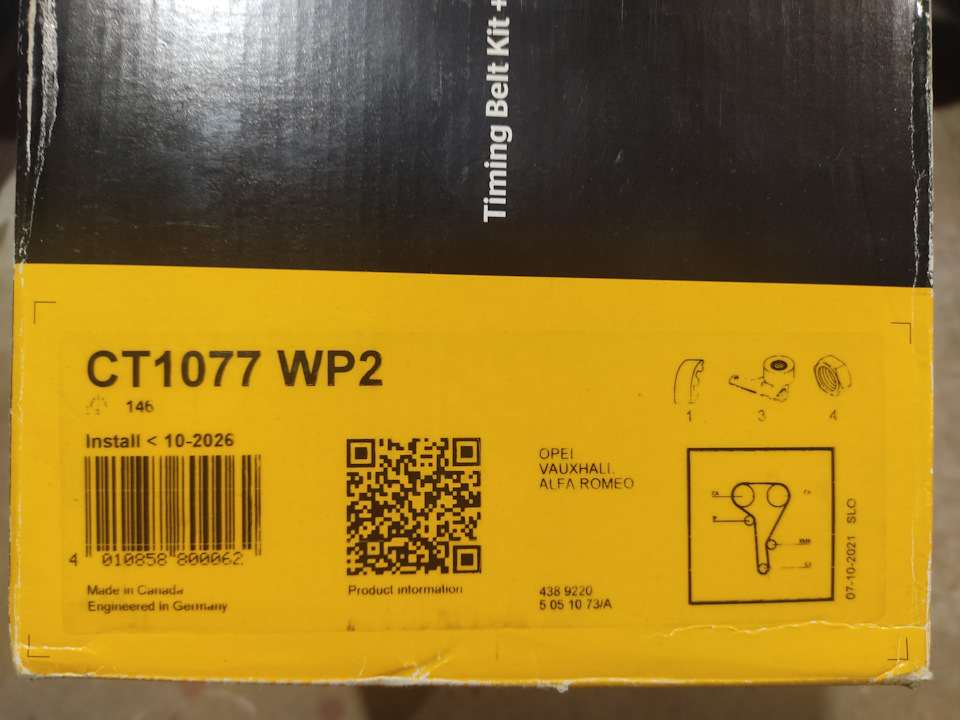 Timing Belt Kit +
CT1077 WP2
146
Install < 10-2026
4 010858 800062
Made in Canada
Engineered in Germany
Product information
OPEL
VAUXHALL
ALFA ROMEO
438 9220
5 05 10 73/A
1
3
4
07-10-2021 SLO